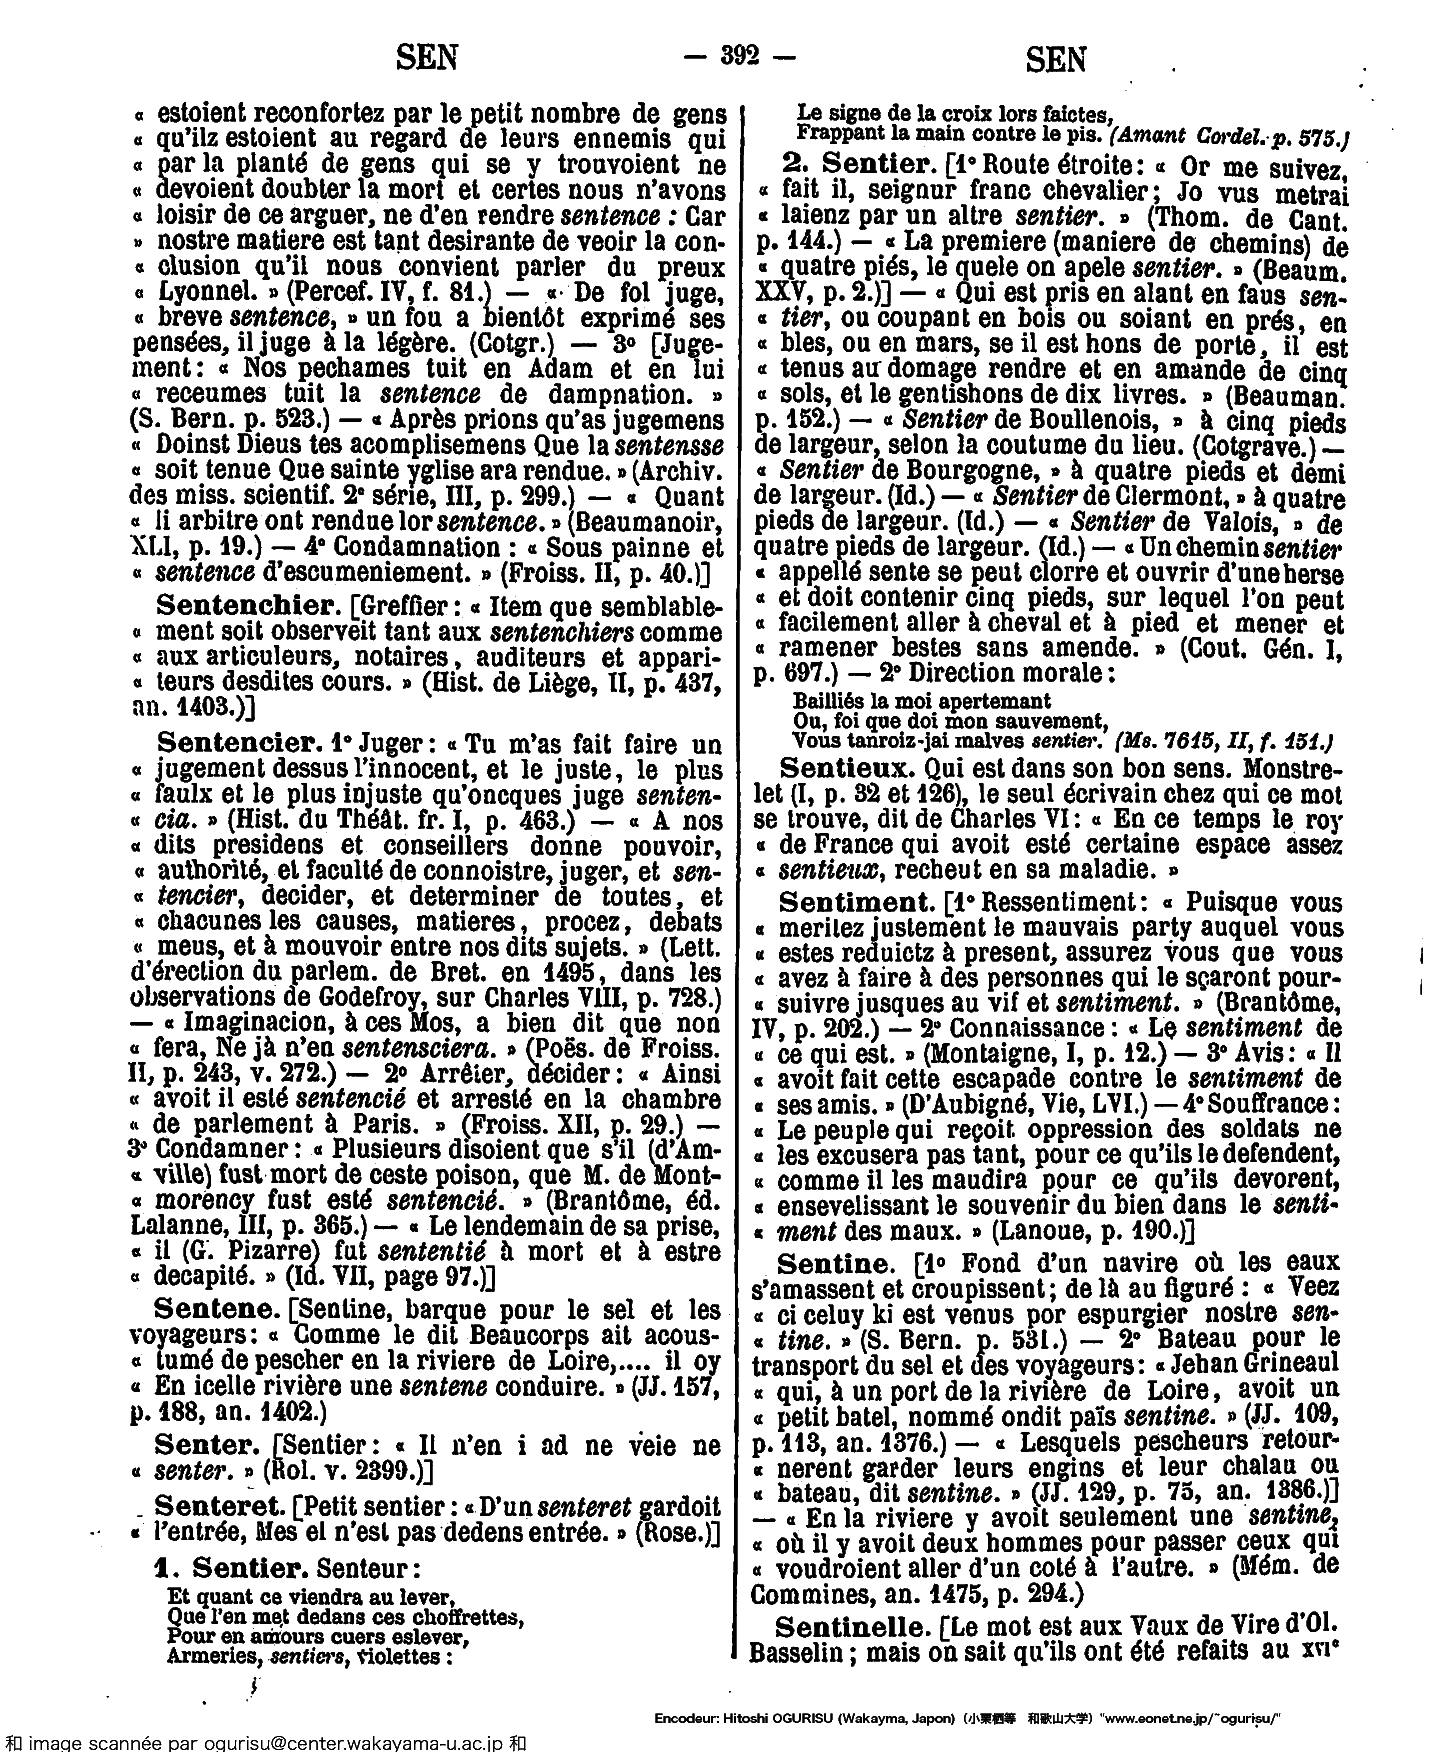 SEN — 392 — SEN
« estoient reconfortez par le petit nombre de gens
« qu'ilz estoient au regard de leurs ennemis qui
« par la planté de gens qui se y trouvoient ne
« devoient doubter la mort et certes nous n'avons
« loisir de ce arguer, ne d'en rendre sentence : Car
» nostre matiere est tant desirante de veoir la con-
« clusion qu'il nous convient parler du preux
« Lyonnel. » (Percef. IV, f. 81.) — « De fol juge,
« breve sentence, » un fou a bientôt exprimé ses
pensées, il juge à la légère. (Cotgr.) — 3º [Juge-
ment : « Nos pechames tuit en Adam et en lui
« receumes tuit la sentence de dampnation. »
(S. Bern. p. 523.) — « Après prions qu'as jugemens
« Doinst Dieus tes acomplisemens Que la sentensse
« soit tenue Que sainte yglise ara rendue. » (Archiv.
des miss. scientif. 2e série, III, p. 299.) — « Quant
« li arbitre ont rendue lor sentence. » (Beaumanoir,
XLI, p. 19.) — 4º Condamnation : « Sous painne et
« sentence d'escumeniement. » (Froiss. II, p. 40.)]
Sentenchier. [Greffier : « Item que semblable-
« ment soit observeit tant aux sentenchiers comme
« aux articuleurs, notaires, auditeurs et appari-
« teurs desdites cours. » (Hist. de Liège, II, p. 437,
an. 1403.)]
Sentencier. 1º Juger : « Tu m'as fait faire un
« jugement dessus l'innocent, et le juste, le plus
« faulx et le plus injuste qu'oncques juge senten-
« cia. » (Hist. du Théât. fr. I, p. 463.) — « A nos
« dits presidens et conseillers donne pouvoir,
« authorité, et faculté de connoistre, juger, et sen-
« tencier, decider, et determiner de toutes, et
« chacunes les causes, matieres, procez, debats
« meus, et à mouvoir entre nos dits sujets. » (Lett.
d'érection du parlem. de Bret. en 1495, dans les
observations de Godefroy, sur Charles VIII, p. 728.)
— « Imaginacion, à ces Mos, a bien dit que non
« fera, Ne jà n'en sentensciera. » (Poës. de Froiss.
II, p. 243, v. 272.) — 2º Arrêter, décider : « Ainsi
« avoit il esté sentencié et arresté en la chambre
« de parlement à Paris. » (Froiss. XII, p. 29.) —
3º Condamner : « Plusieurs disoient que s'il (d'Am-
« ville) fust mort de ceste poison, que M. de Mont-
« morency fust esté sentencié. » (Brantôme, éd.
Lalanne, III, p. 365.) — « Le lendemain de sa prise,
« il (G. Pizarre) fut sententié à mort et à estre
« decapité. » (Id. VII, page 97.)]
Sentene. [Sentine, barque pour le sel et les
voyageurs : « Comme le dit Beaucorps ait acous-
« tumé de pescher en la riviere de Loire,.... il oy
« En icelle rivière une sentene conduire. » (JJ. 157,
p. 188, an. 1402.)
Senter. [Sentier : « Il n'en i ad ne veie ne
« senter. » (Rol. v. 2399.)]
Senteret. [Petit sentier : « D'un senteret gardoit
« l'entrée, Mes el n'est pas dedens entrée. » (Rose.)]
1. Sentier. Senteur :
Et quant ce viendra au lever,
Que l'en met dedans ces choffrettes,
Pour en amours cuers eslever,
Armeries, sentiers, violettes :
Le signe de la croix lors faictes,
Frappant la main contre le pis. (Amant Cordel. p. 575.)
2. Sentier. [1º Route étroite : « Or me suivez,
« fait il, seignur franc chevalier ; Jo vus metrai
« laienz par un altre sentier. » (Thom. de Cant.
p. 144.) — « La premiere (maniere de chemins) de
« quatre piés, le quele on apele sentier. » (Beaum.
XXV, p. 2.)] — « Qui est pris en alant en faus sen-
« tier, ou coupant en bois ou soiant en prés, en
« bles, ou en mars, se il est hons de porte, il est
« tenus au domage rendre et en amande de cinq
« sols, et le gentishons de dix livres. » (Beauman.
p. 152.) — « Sentier de Boullenois, » à cinq pieds
de largeur, selon la coutume du lieu. (Cotgrave.) —
« Sentier de Bourgogne, » à quatre pieds et demi
de largeur. (Id.) — « Sentier de Clermont, » à quatre
pieds de largeur. (Id.) — « Sentier de Valois, » de
quatre pieds de largeur. (Id.) — « Un chemin sentier
« appellé sente se peut clorre et ouvrir d'une herse
« et doit contenir cinq pieds, sur lequel l'on peut
« facilement aller à cheval et à pied et mener et
« ramener bestes sans amende. » (Cout. Gén. I,
p. 697.) — 2º Direction morale :
Bailliés la moi apertemant
Ou, foi que doi mon sauvement,
Vous tanroiz-jai malves sentier. (Ms. 7615, II, f. 151.)
Sentieux. Qui est dans son bon sens. Monstre-
let (I, p. 32 et 126), le seul écrivain chez qui ce mot
se trouve, dit de Charles VI : « En ce temps le roy
« de France qui avoit esté certaine espace assez
« sentieux, recheut en sa maladie. »
Sentiment. [1º Ressentiment : « Puisque vous
« meritez justement le mauvais party auquel vous
« estes reduictz à present, assurez vous que vous
« avez à faire à des personnes qui le sçaront pour-
« suivre jusques au vif et sentiment. » (Brantôme,
IV, p. 202.) — 2º Connaissance : « Le sentiment de
« ce qui est. » (Montaigne, I, p. 12.) — 3º Avis : « Il
« avoit fait cette escapade contre le sentiment de
« ses amis. » (D'Aubigné, Vie, LVI.) — 4º Souffrance :
« Le peuple qui reçoit oppression des soldats ne
« les excusera pas tant, pour ce qu'ils le defendent,
« comme il les maudira pour ce qu'ils devorent,
« ensevelissant le souvenir du bien dans le senti-
« ment des maux. » (Lanoue, p. 190.)]
Sentine. [1º Fond d'un navire où les eaux
s'amassent et croupissent ; de là au figuré : « Veez
« ci celuy ki est venus por espurgier nostre sen-
« tine. » (S. Bern. p. 531.) — 2º Bateau pour le
transport du sel et des voyageurs : « Jehan Grineaul
« qui, à un port de la rivière de Loire, avoit un
« petit batel, nommé ondit païs sentine. » (JJ. 109,
p. 113, an. 1376.) — « Lesquels pescheurs retour-
« nerent garder leurs engins et leur chalau ou
« bateau, dit sentine. » (JJ. 129, p. 75, an. 1386.)]
— « En la riviere y avoit seulement une sentine,
« où il y avoit deux hommes pour passer ceux qui
« voudroient aller d'un coté à l'autre. » (Mém. de
Commines, an. 1475, p. 294.)
Sentinelle. [Le mot est aux Vaux de Vire d'Ol.
Basselin ; mais on sait qu'ils ont été refaits au XVIe
Encodeur: Hitoshi OGURISU (Wakayma, Japon)（小栗栖等　和歌山大学）"www.eonet.ne.jp/~ogurisu/"
和 image scannée par ogurisu@center.wakayama-u.ac.jp 和